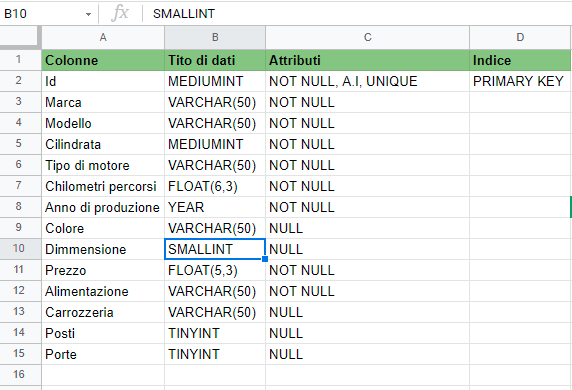 B10 fx SMALLINT
A B C D
1 Colonne Tito di dati Attributi Indice
2 Id MEDIUMINT NOT NULL, A.I, UNIQUE PRIMARY KEY
3 Marca VARCHAR(50) NOT NULL
4 Modello VARCHAR(50) NOT NULL
5 Cilindrata MEDIUMINT NOT NULL
6 Tipo di motore VARCHAR(50) NOT NULL
7 Chilometri percorsi FLOAT(6,3) NOT NULL
8 Anno di produzione YEAR NOT NULL
9 Colore VARCHAR(50) NULL
10 Dimmensione SMALLINT NULL
11 Prezzo FLOAT(5,3) NOT NULL
12 Alimentazione VARCHAR(50) NOT NULL
13 Carrozzeria VARCHAR(50) NULL
14 Posti TINYINT NULL
15 Porte TINYINT NULL
16